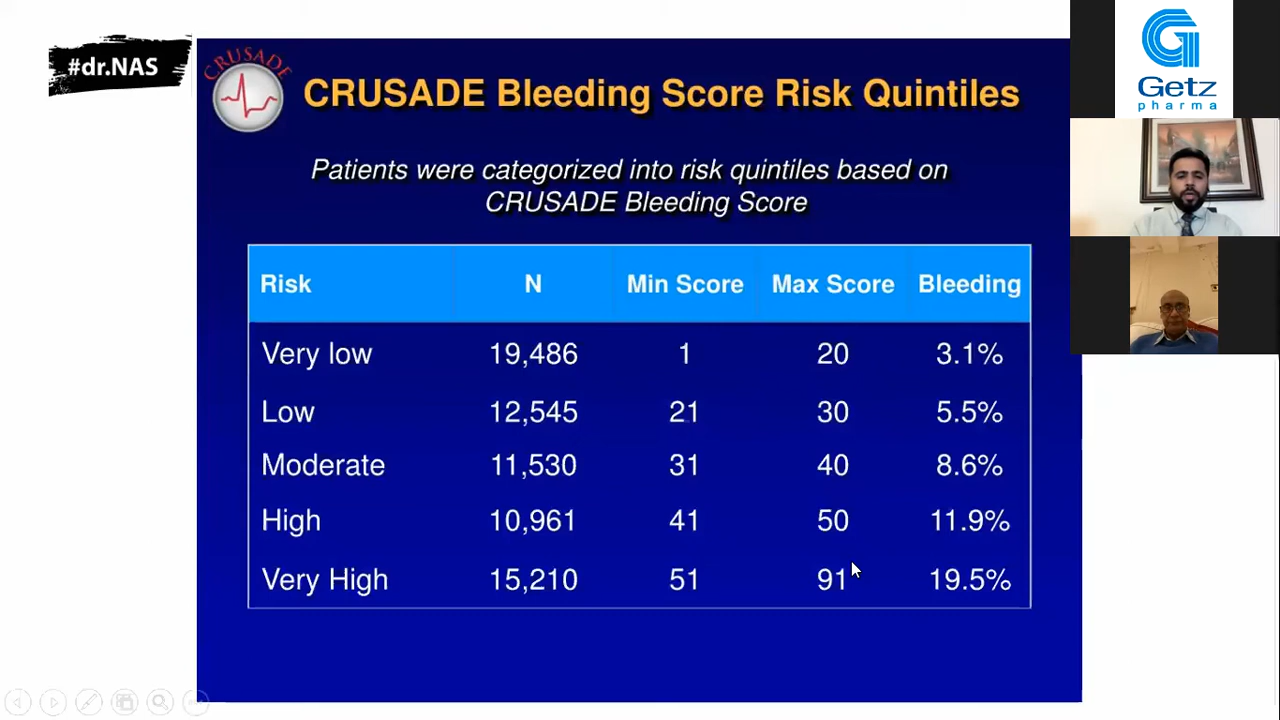 #dr.NAS
CRUSADE
CRUSADE Bleeding Score Risk Quintiles
Patients were categorized into risk quintiles based on
CRUSADE Bleeding Score
Risk N Min Score Max Score Bleeding
Very low 19,486 1 20 3.1%
Low 12,545 21 30 5.5%
Moderate 11,530 31 40 8.6%
High 10,961 41 50 11.9%
Very High 15,210 51 91 19.5%
Getz
pharma